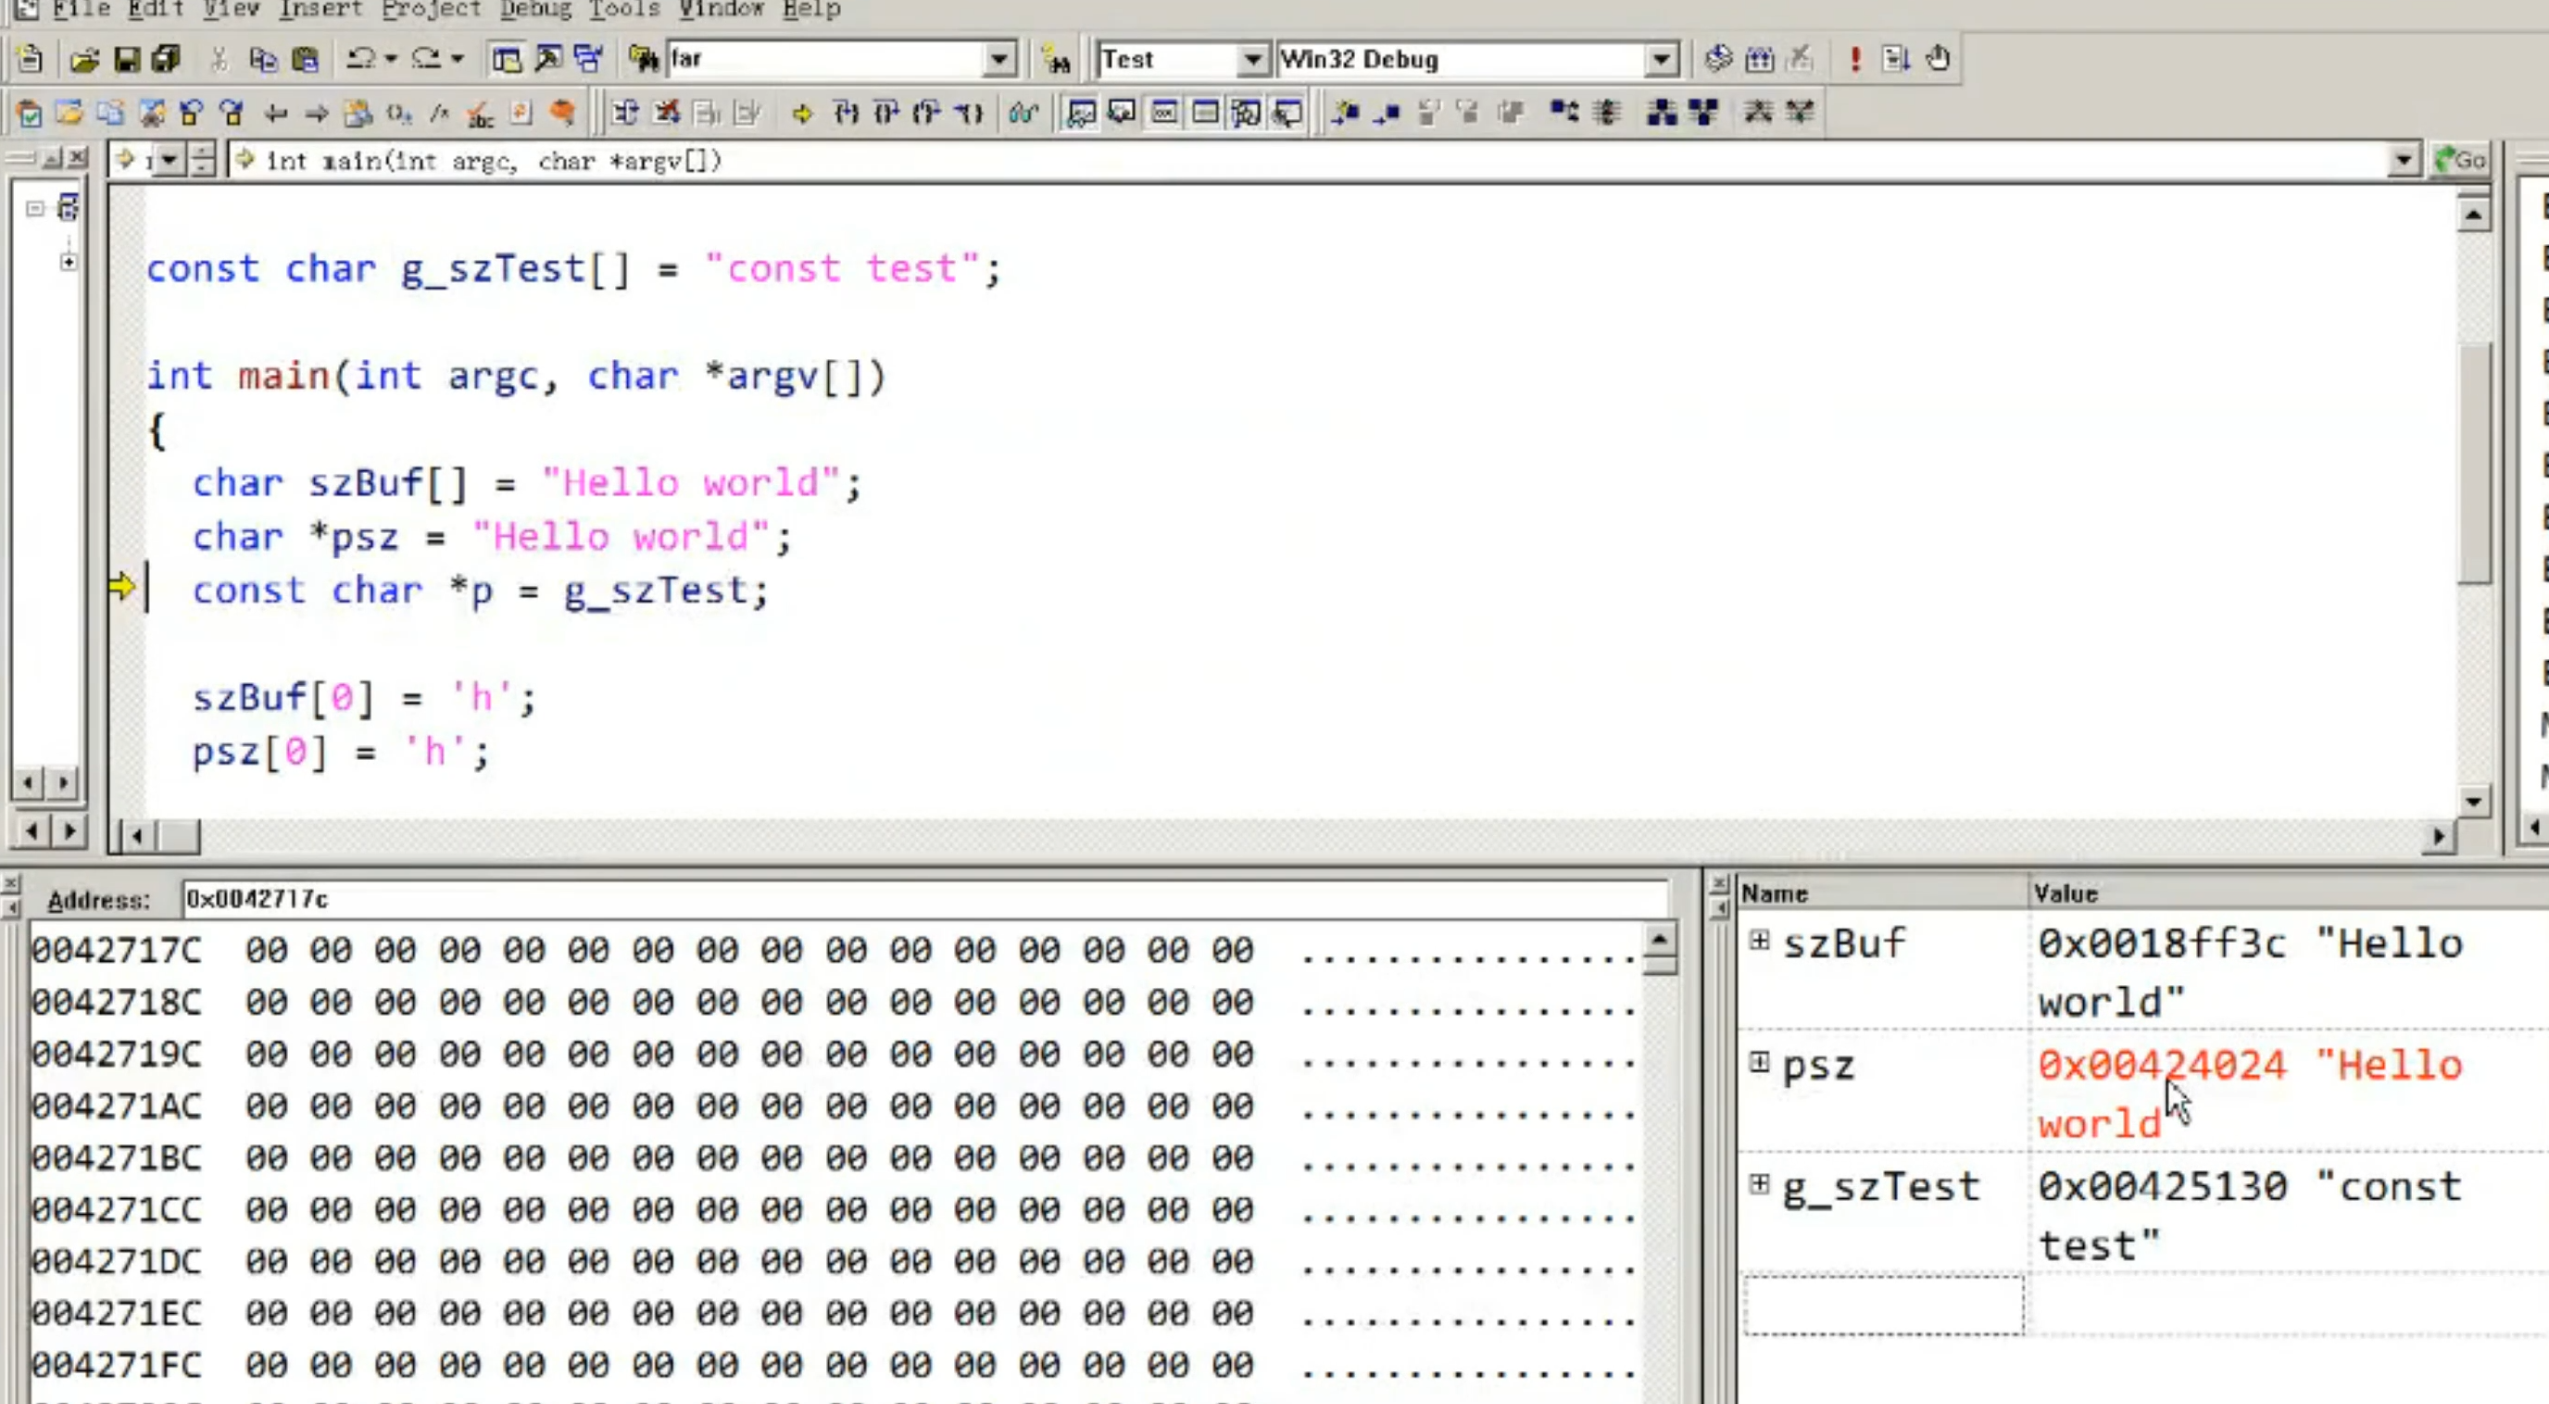 File Edit View Insert Project Debug Tools Window Help
far Test Win32 Debug
int main(int argc, char *argv[]) Go
const char g_szTest[] = "const test";
int main(int argc, char *argv[])
{
char szBuf[] = "Hello world";
char *psz = "Hello world";
const char *p = g_szTest;
szBuf[0] = 'h';
psz[0] = 'h';
Address: 0x0042717c
0042717C 00 00 00 00 00 00 00 00 00 00 00 00 00 00 00 00 ................
0042718C 00 00 00 00 00 00 00 00 00 00 00 00 00 00 00 00 ................
0042719C 00 00 00 00 00 00 00 00 00 00 00 00 00 00 00 00 ................
004271AC 00 00 00 00 00 00 00 00 00 00 00 00 00 00 00 00 ................
004271BC 00 00 00 00 00 00 00 00 00 00 00 00 00 00 00 00 ................
004271CC 00 00 00 00 00 00 00 00 00 00 00 00 00 00 00 00 ................
004271DC 00 00 00 00 00 00 00 00 00 00 00 00 00 00 00 00 ................
004271EC 00 00 00 00 00 00 00 00 00 00 00 00 00 00 00 00 ................
004271FC 00 00 00 00 00 00 00 00 00 00 00 00 00 00 00 00 ................
Name Value
szBuf 0x0018ff3c "Hello
world"
psz 0x00424024 "Hello
world
g_szTest 0x00425130 "const
test"